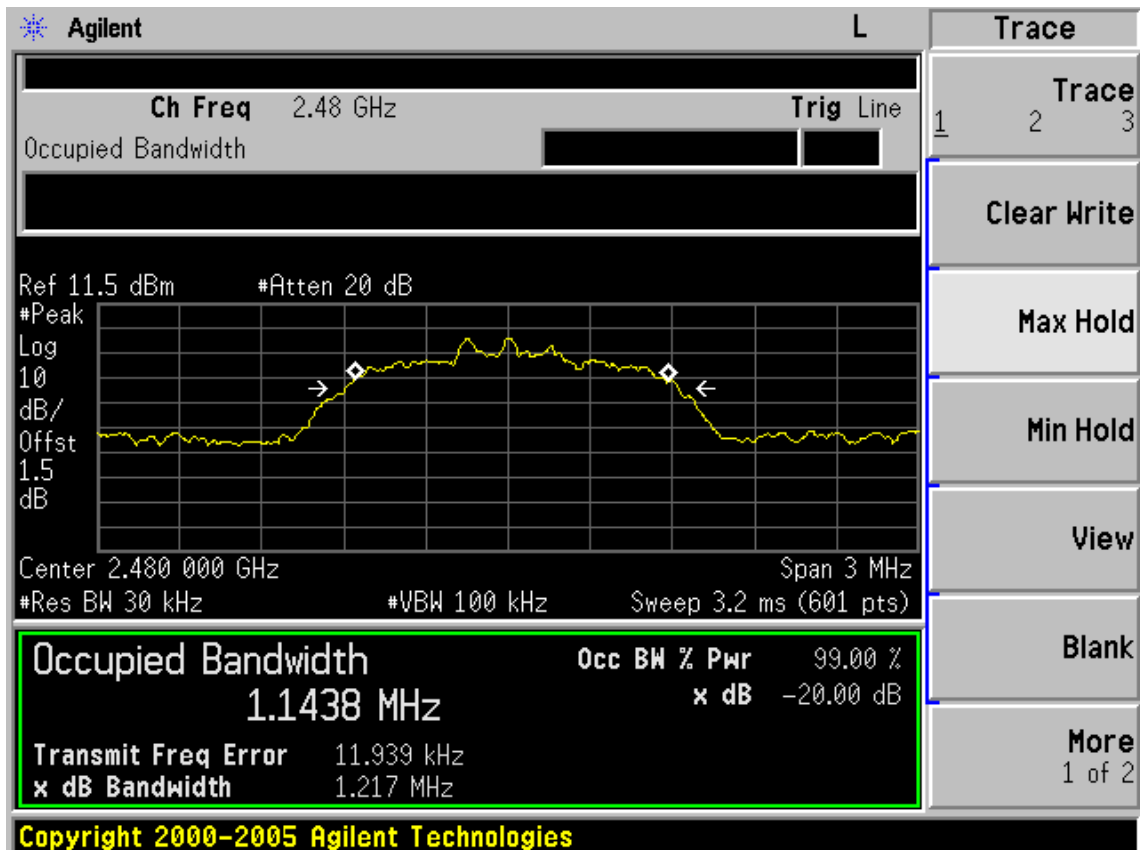 Agilent L
Ch Freq 2.48 GHz Trig Line
Occupied Bandwidth
Ref 11.5 dBm #Atten 20 dB
#Peak
Log
10
dB/
Offst
1.5
dB
Center 2.480 000 GHz Span 3 MHz
#Res BW 30 kHz #VBW 100 kHz Sweep 3.2 ms (601 pts)
Occupied Bandwidth
1.1438 MHz
Occ BW % Pwr 99.00 %
x dB -20.00 dB
Transmit Freq Error 11.939 kHz
x dB Bandwidth 1.217 MHz
Copyright 2000-2005 Agilent Technologies
Trace
Trace
1 2 3
Clear Write
Max Hold
Min Hold
View
Blank
More
1 of 2